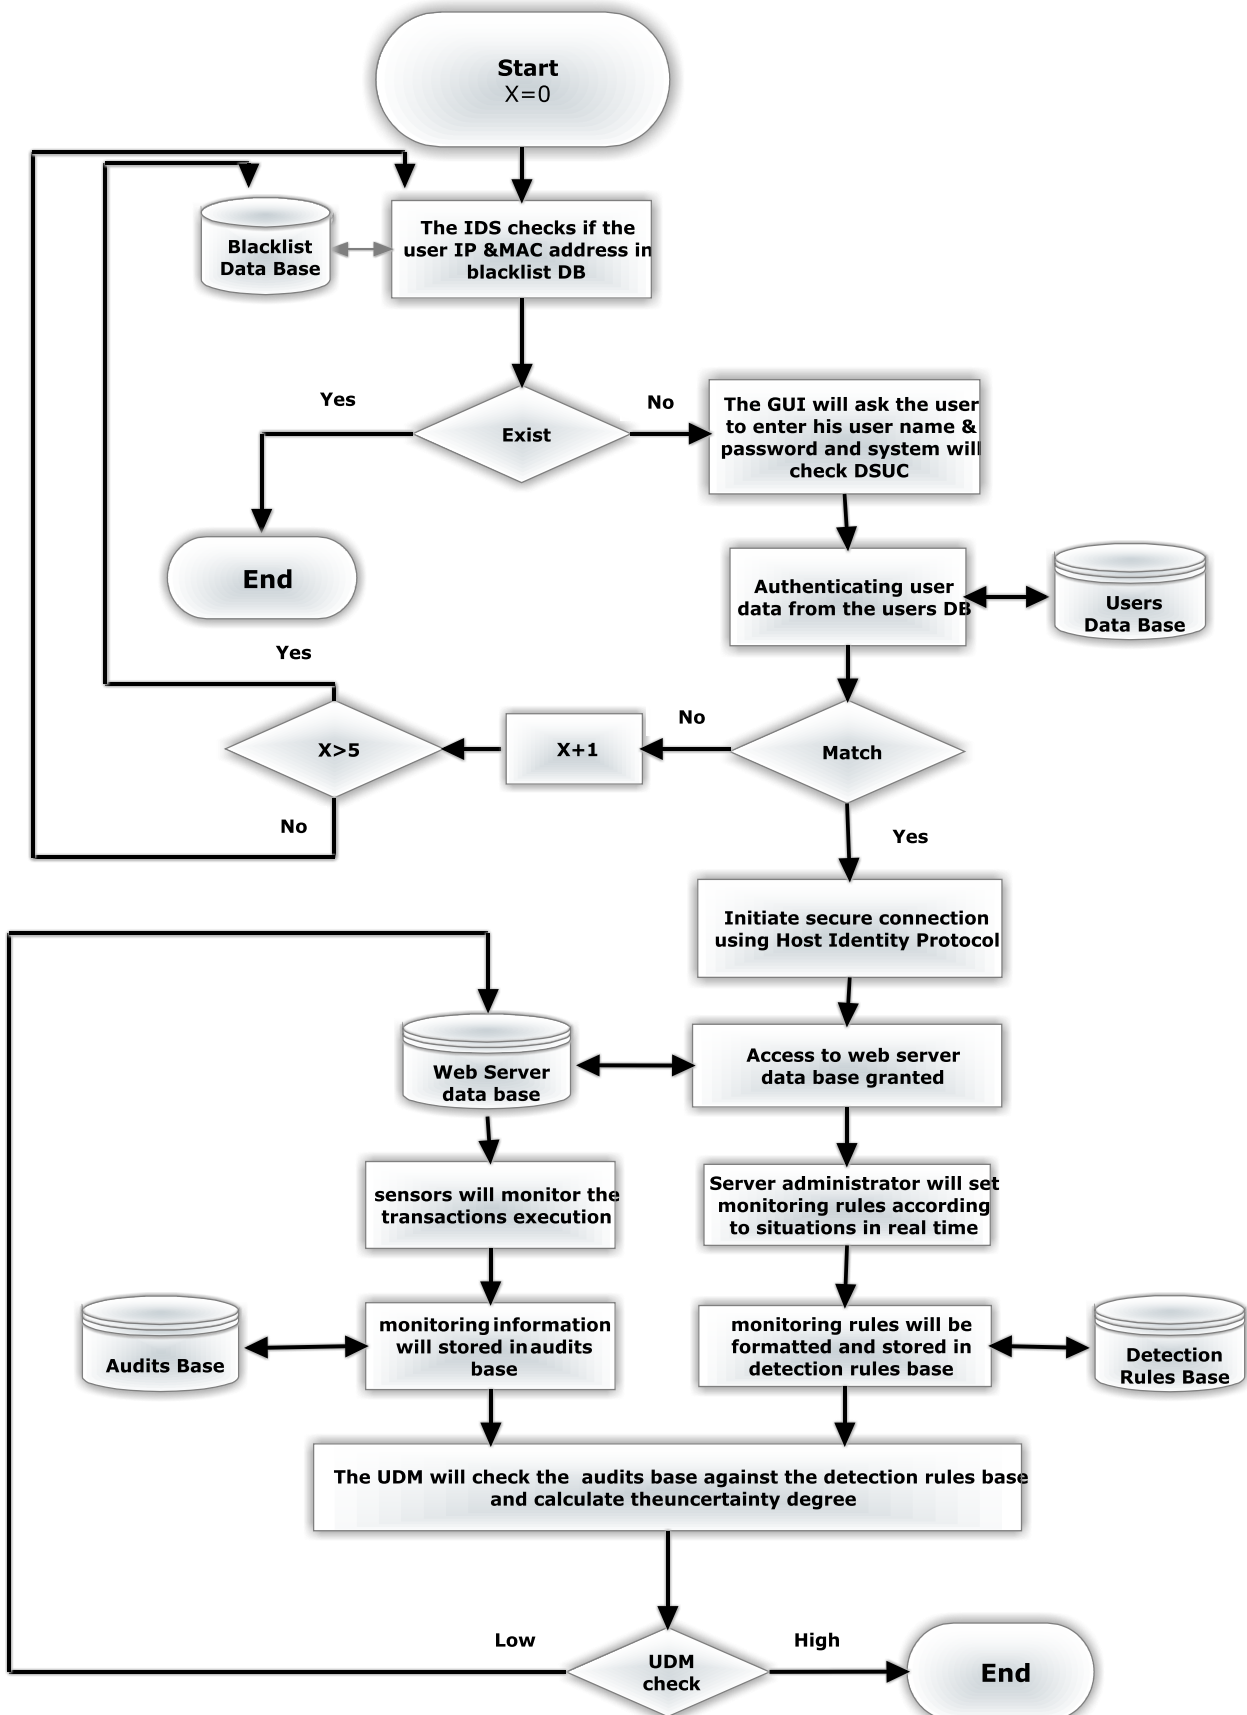 Start
X=0
The IDS checks if the
user IP &MAC address in
blacklist DB
Blacklist
Data Base
Yes
No
Exist
The GUI will ask the user
to enter his user name &
password and system will
check DSUC
End
Authenticating user
data from the users DB
Users
Data Base
Yes
No
X>5
X+1
Match
No
Yes
Initiate secure connection
using Host Identity Protocol
Web Server
data base
Access to web server
data base granted
sensors will monitor the
transactions execution
Server administrator will set
monitoring rules according
to situations in real time
Audits Base
monitoring information
will stored in audits
base
monitoring rules will be
formatted and stored in
detection rules base
Detection
Rules Base
The UDM will check the audits base against the detection rules base
and calculate theuncertainty degree
Low
High
UDM
check
End